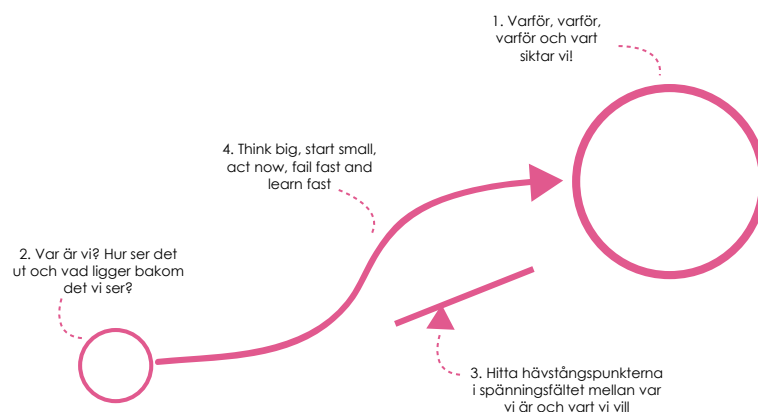 1. Varför, varför,
varför och vart
siktar vi!
4. Think big, start small,
act now, fail fast and
learn fast
2. Var är vi? Hur ser det
ut och vad ligger bakom
det vi ser?
3. Hitta hävstångspunkterna
i spänningsfältet mellan var
vi är och vart vi vill